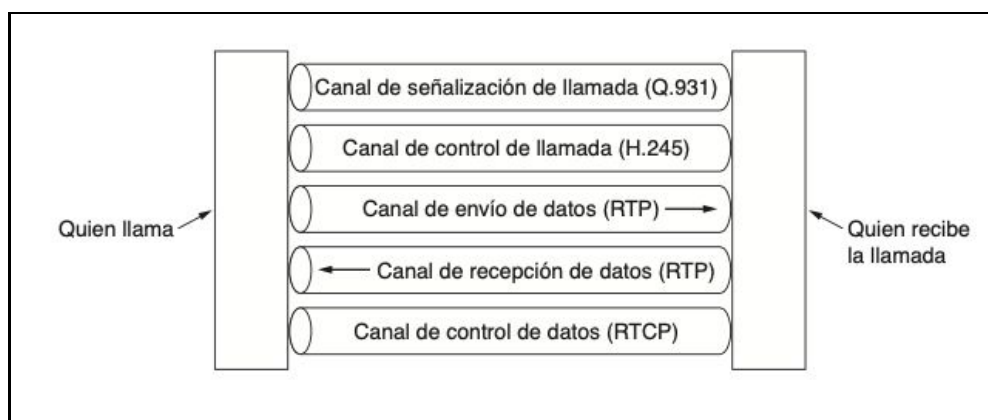 Canal de señalización de llamada (Q.931)
Canal de control de llamada (H.245)
Canal de envío de datos (RTP)
Quien llama
Quien recibe
la llamada
Canal de recepción de datos (RTP)
Canal de control de datos (RTCP)